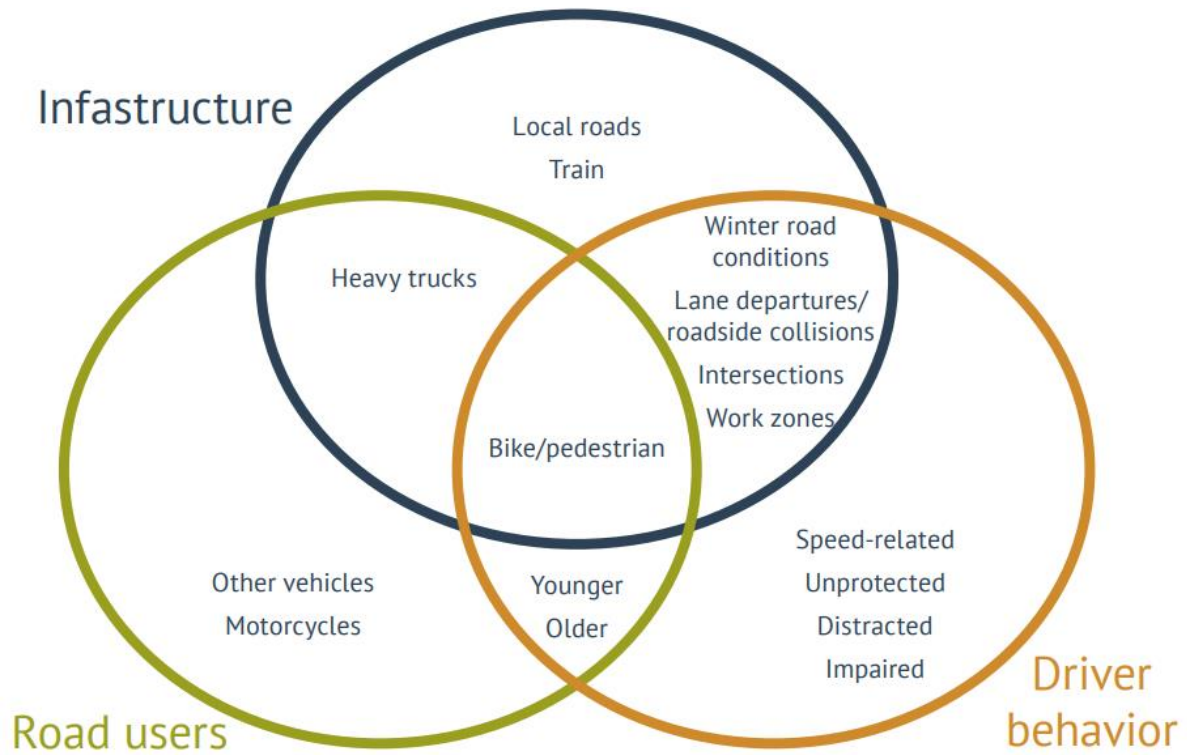 Infastructure
Local roads
Train
Winter road
conditions
Heavy trucks
Lane departures/
roadside collisions
Intersections
Work zones
Bike/pedestrian
Speed-related
Other vehicles
Younger
Unprotected
Motorcycles
Older
Distracted
Impaired
Driver
behavior
Road users